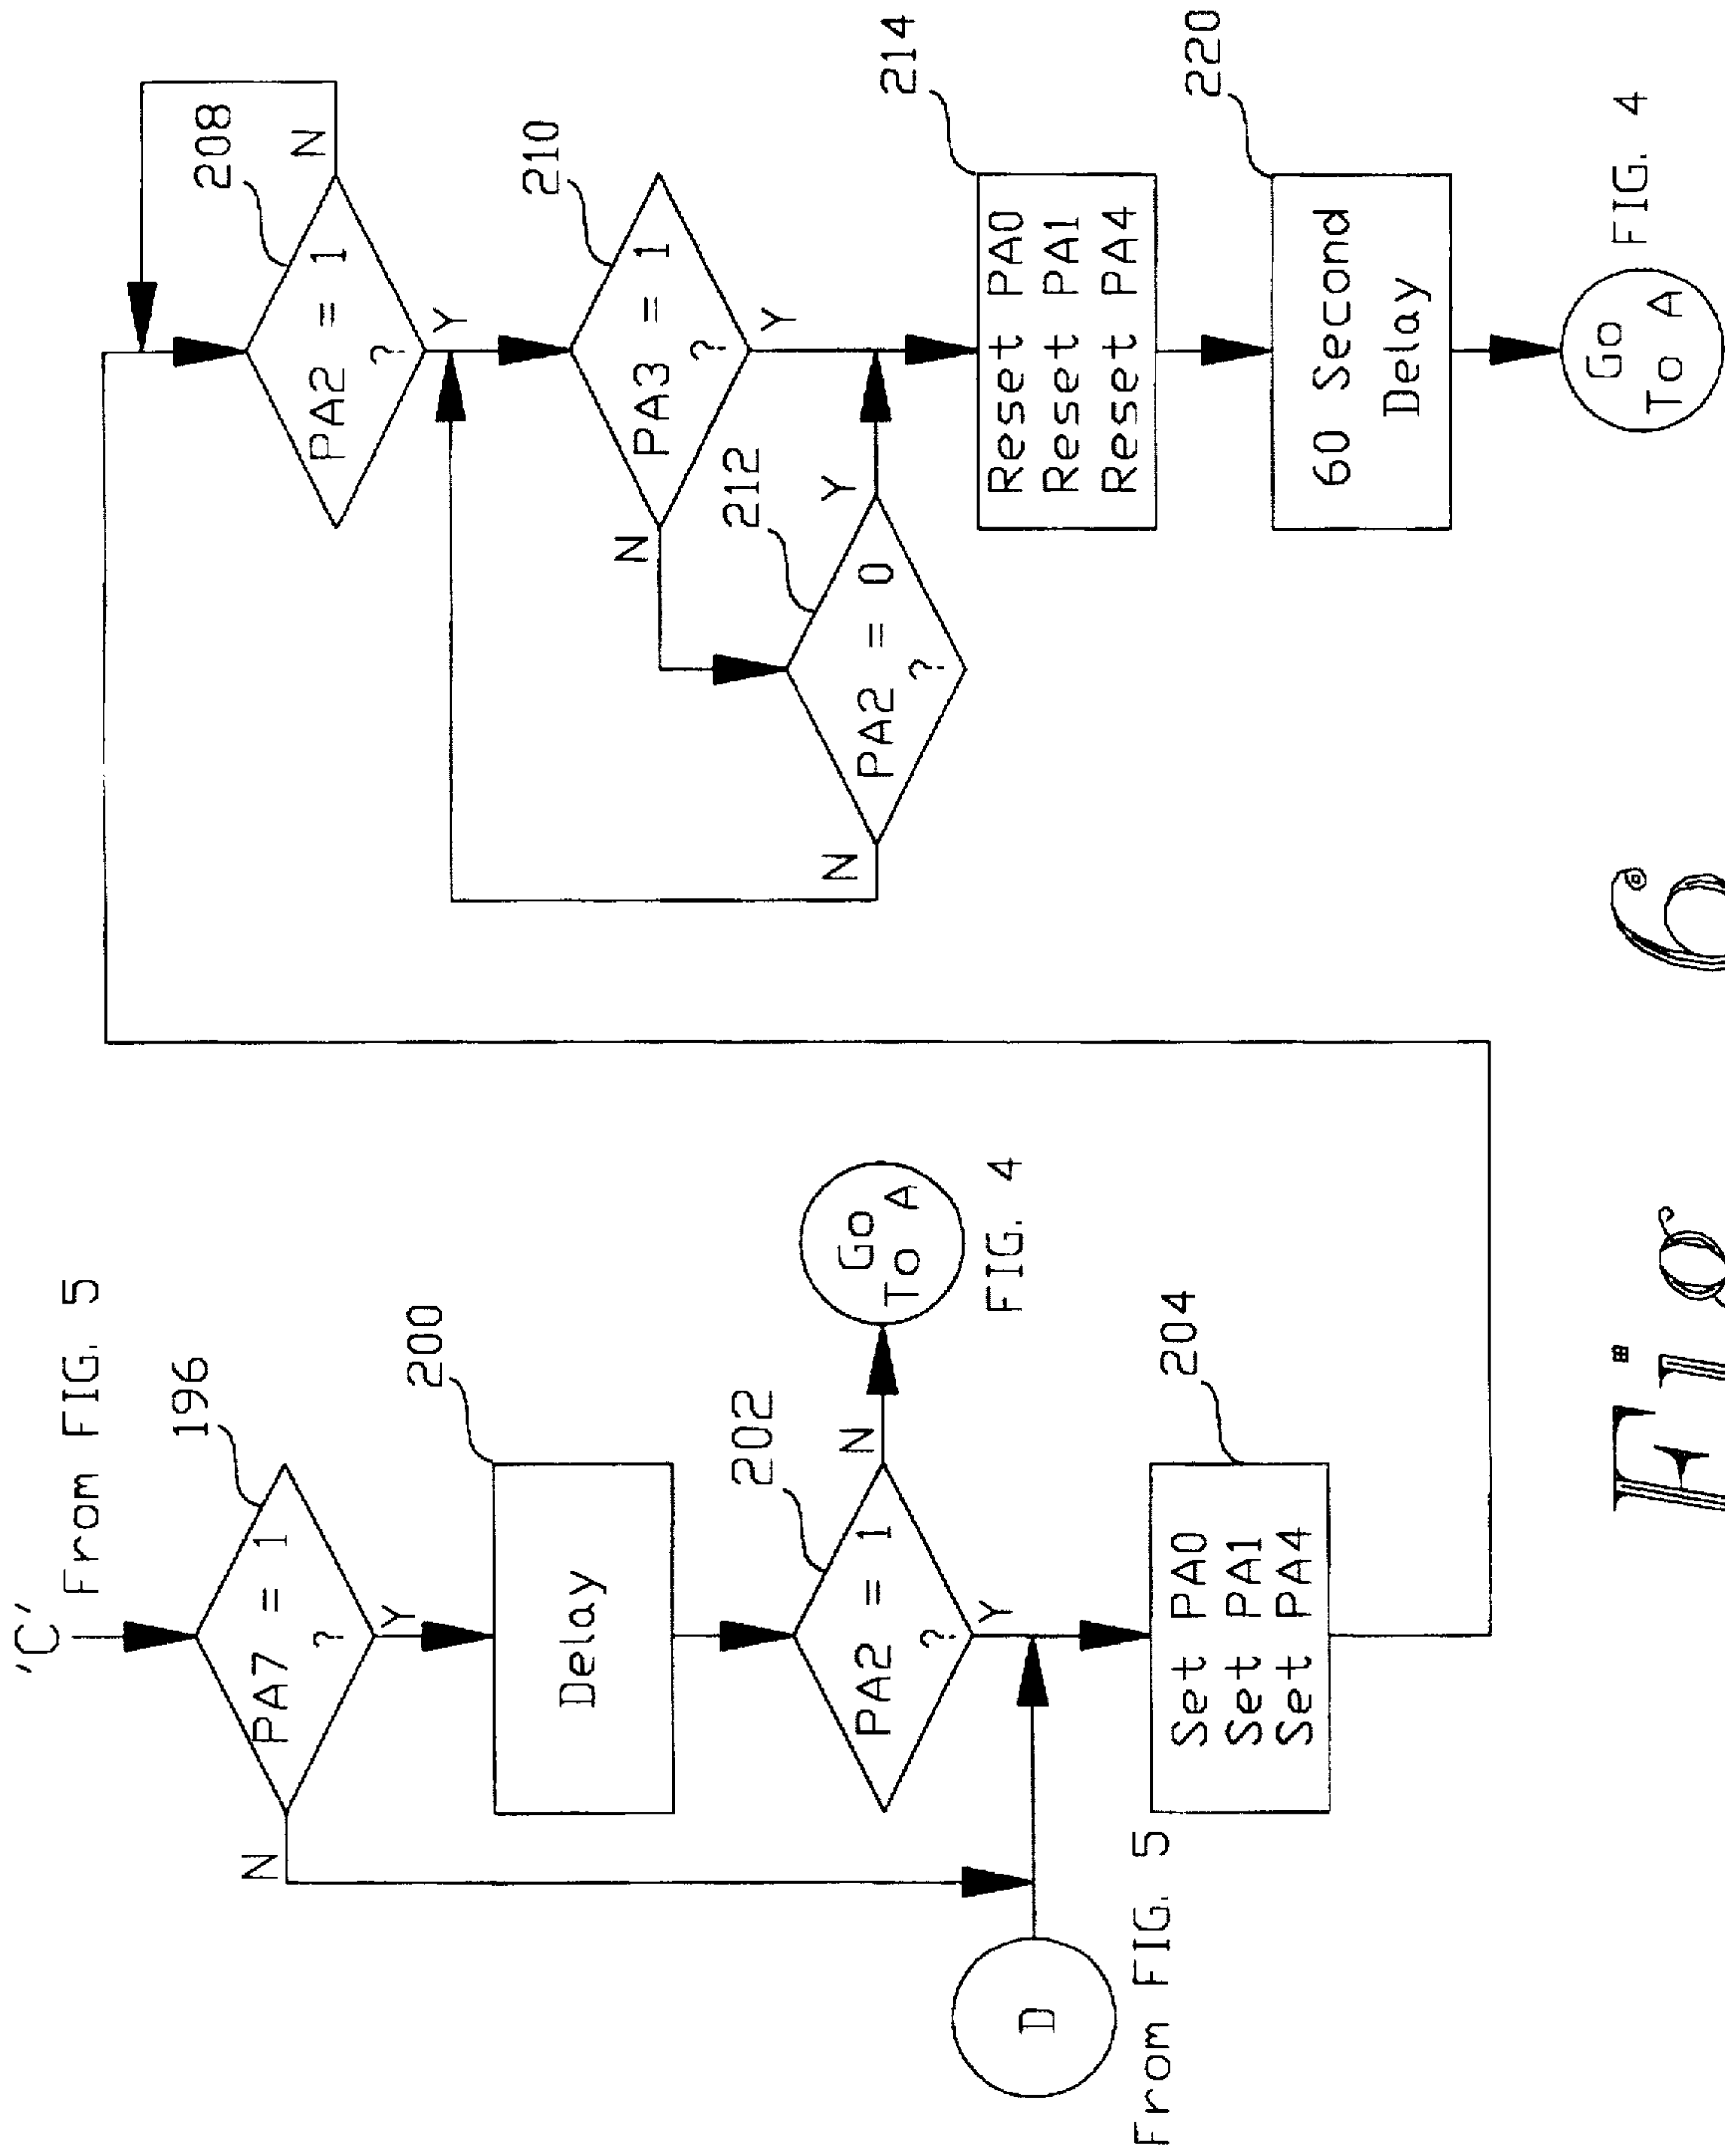 'C'
From FIG. 5
196
PA7 = 1
?
N
Y
200
Delay
202
PA2 = 1
?
N
Y
Go
To A
FIG. 4
D
From FIG. 5
204
Set PA0
Set PA1
Set PA4
208
PA2 = 1
?
N
Y
210
PA3 = 1
?
N
Y
212
PA2 = 0
?
N
Y
214
Reset PA0
Reset PA1
Reset PA4
220
60 Second
Delay
Go
To A
FIG. 4
Fig 6